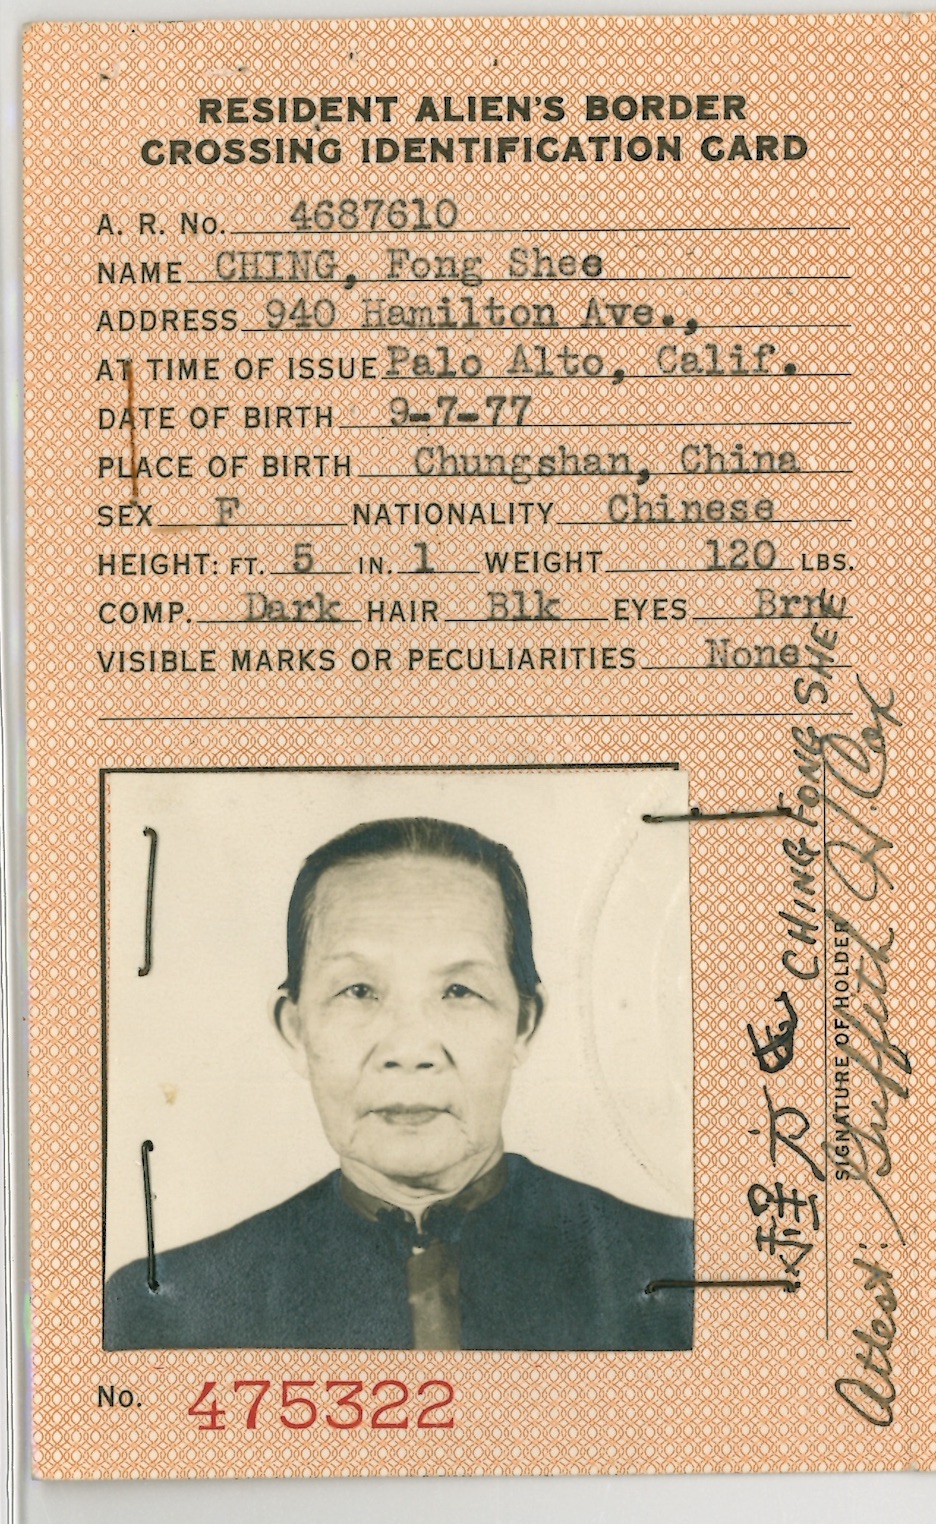 RESIDENT ALIEN'S BORDER
CROSSING IDENTIFICATION CARD
A. R. No. 4687610
NAME CHING, Fong Shee
ADDRESS 940 Hamilton Ave.,
AT TIME OF ISSUE Palo Alto, Calif.
DATE OF BIRTH 9-7-77
PLACE OF BIRTH Chungshan, China
SEX F NATIONALITY Chinese
HEIGHT: FT. 5 IN. 1 WEIGHT 120 LBS.
COMP. Dark HAIR Blk EYES Brn
VISIBLE MARKS OR PECULIARITIES None
程方氏 CHING FONG SHEE
SIGNATURE OF HOLDER
Attest: Griffith H. Cox
No. 475322